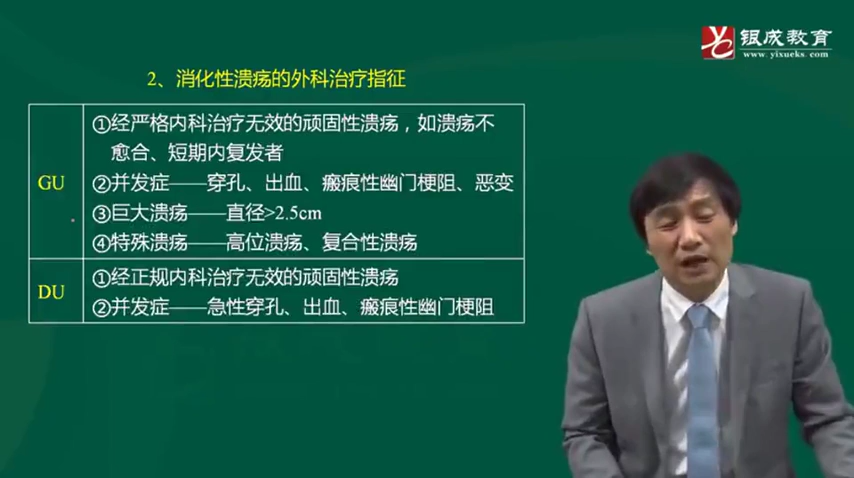 银成教育
www.yixueks.com
2、消化性溃疡的外科治疗指征
GU
①经严格内科治疗无效的顽固性溃疡，如溃疡不
愈合、短期内复发者
②并发症——穿孔、出血、瘢痕性幽门梗阻、恶变
③巨大溃疡——直径>2.5cm
④特殊溃疡——高位溃疡、复合性溃疡
DU
①经正规内科治疗无效的顽固性溃疡
②并发症——急性穿孔、出血、瘢痕性幽门梗阻